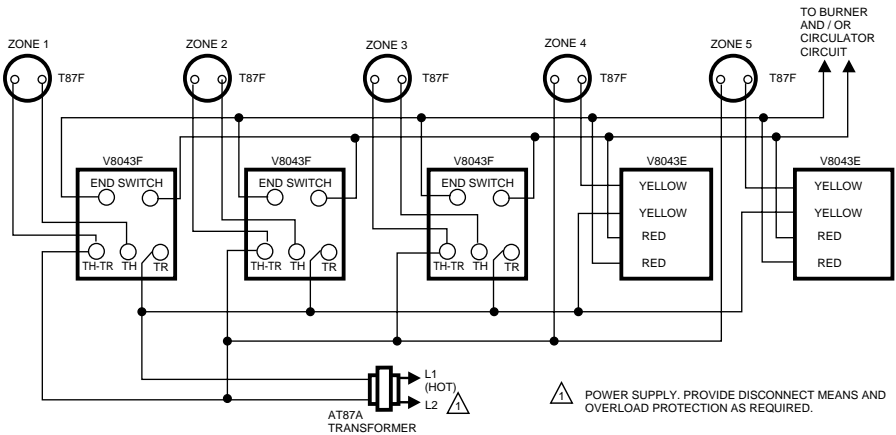 TO BURNER
AND / OR
CIRCULATOR
CIRCUIT
ZONE 1
ZONE 2
ZONE 3
ZONE 4
ZONE 5
T87F
T87F
T87F
T87F
T87F
V8043F
V8043F
V8043F
V8043E
V8043E
END SWITCH
END SWITCH
END SWITCH
YELLOW
YELLOW
YELLOW
YELLOW
RED
RED
RED
RED
TH-TR TH TR
TH-TR TH TR
TH-TR TH TR
L1
(HOT)
L2 1
AT87A
TRANSFORMER
1 POWER SUPPLY. PROVIDE DISCONNECT MEANS AND
OVERLOAD PROTECTION AS REQUIRED.